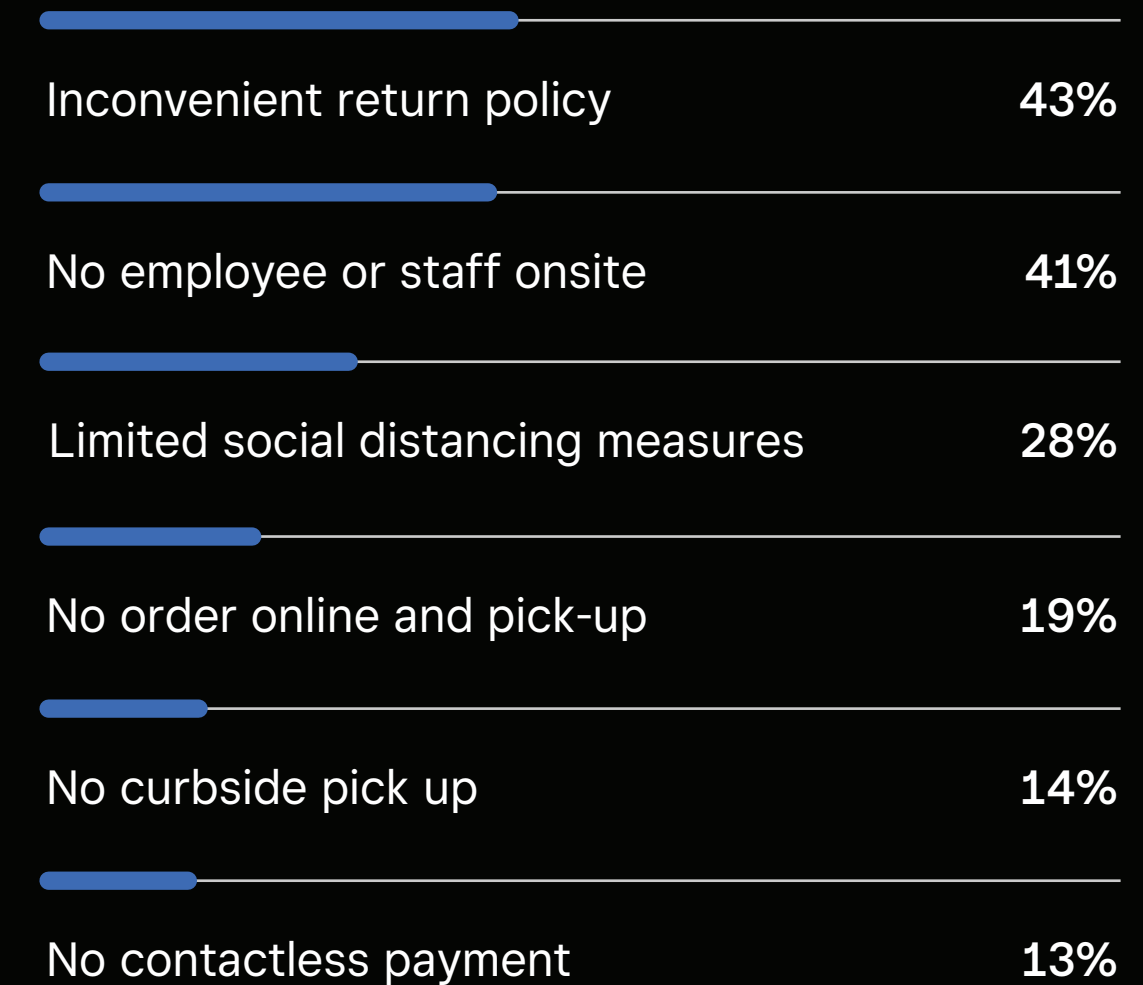 Inconvenient return policy 43%
No employee or staff onsite 41%
Limited social distancing measures 28%
No order online and pick-up 19%
No curbside pick up 14%
No contactless payment 13%